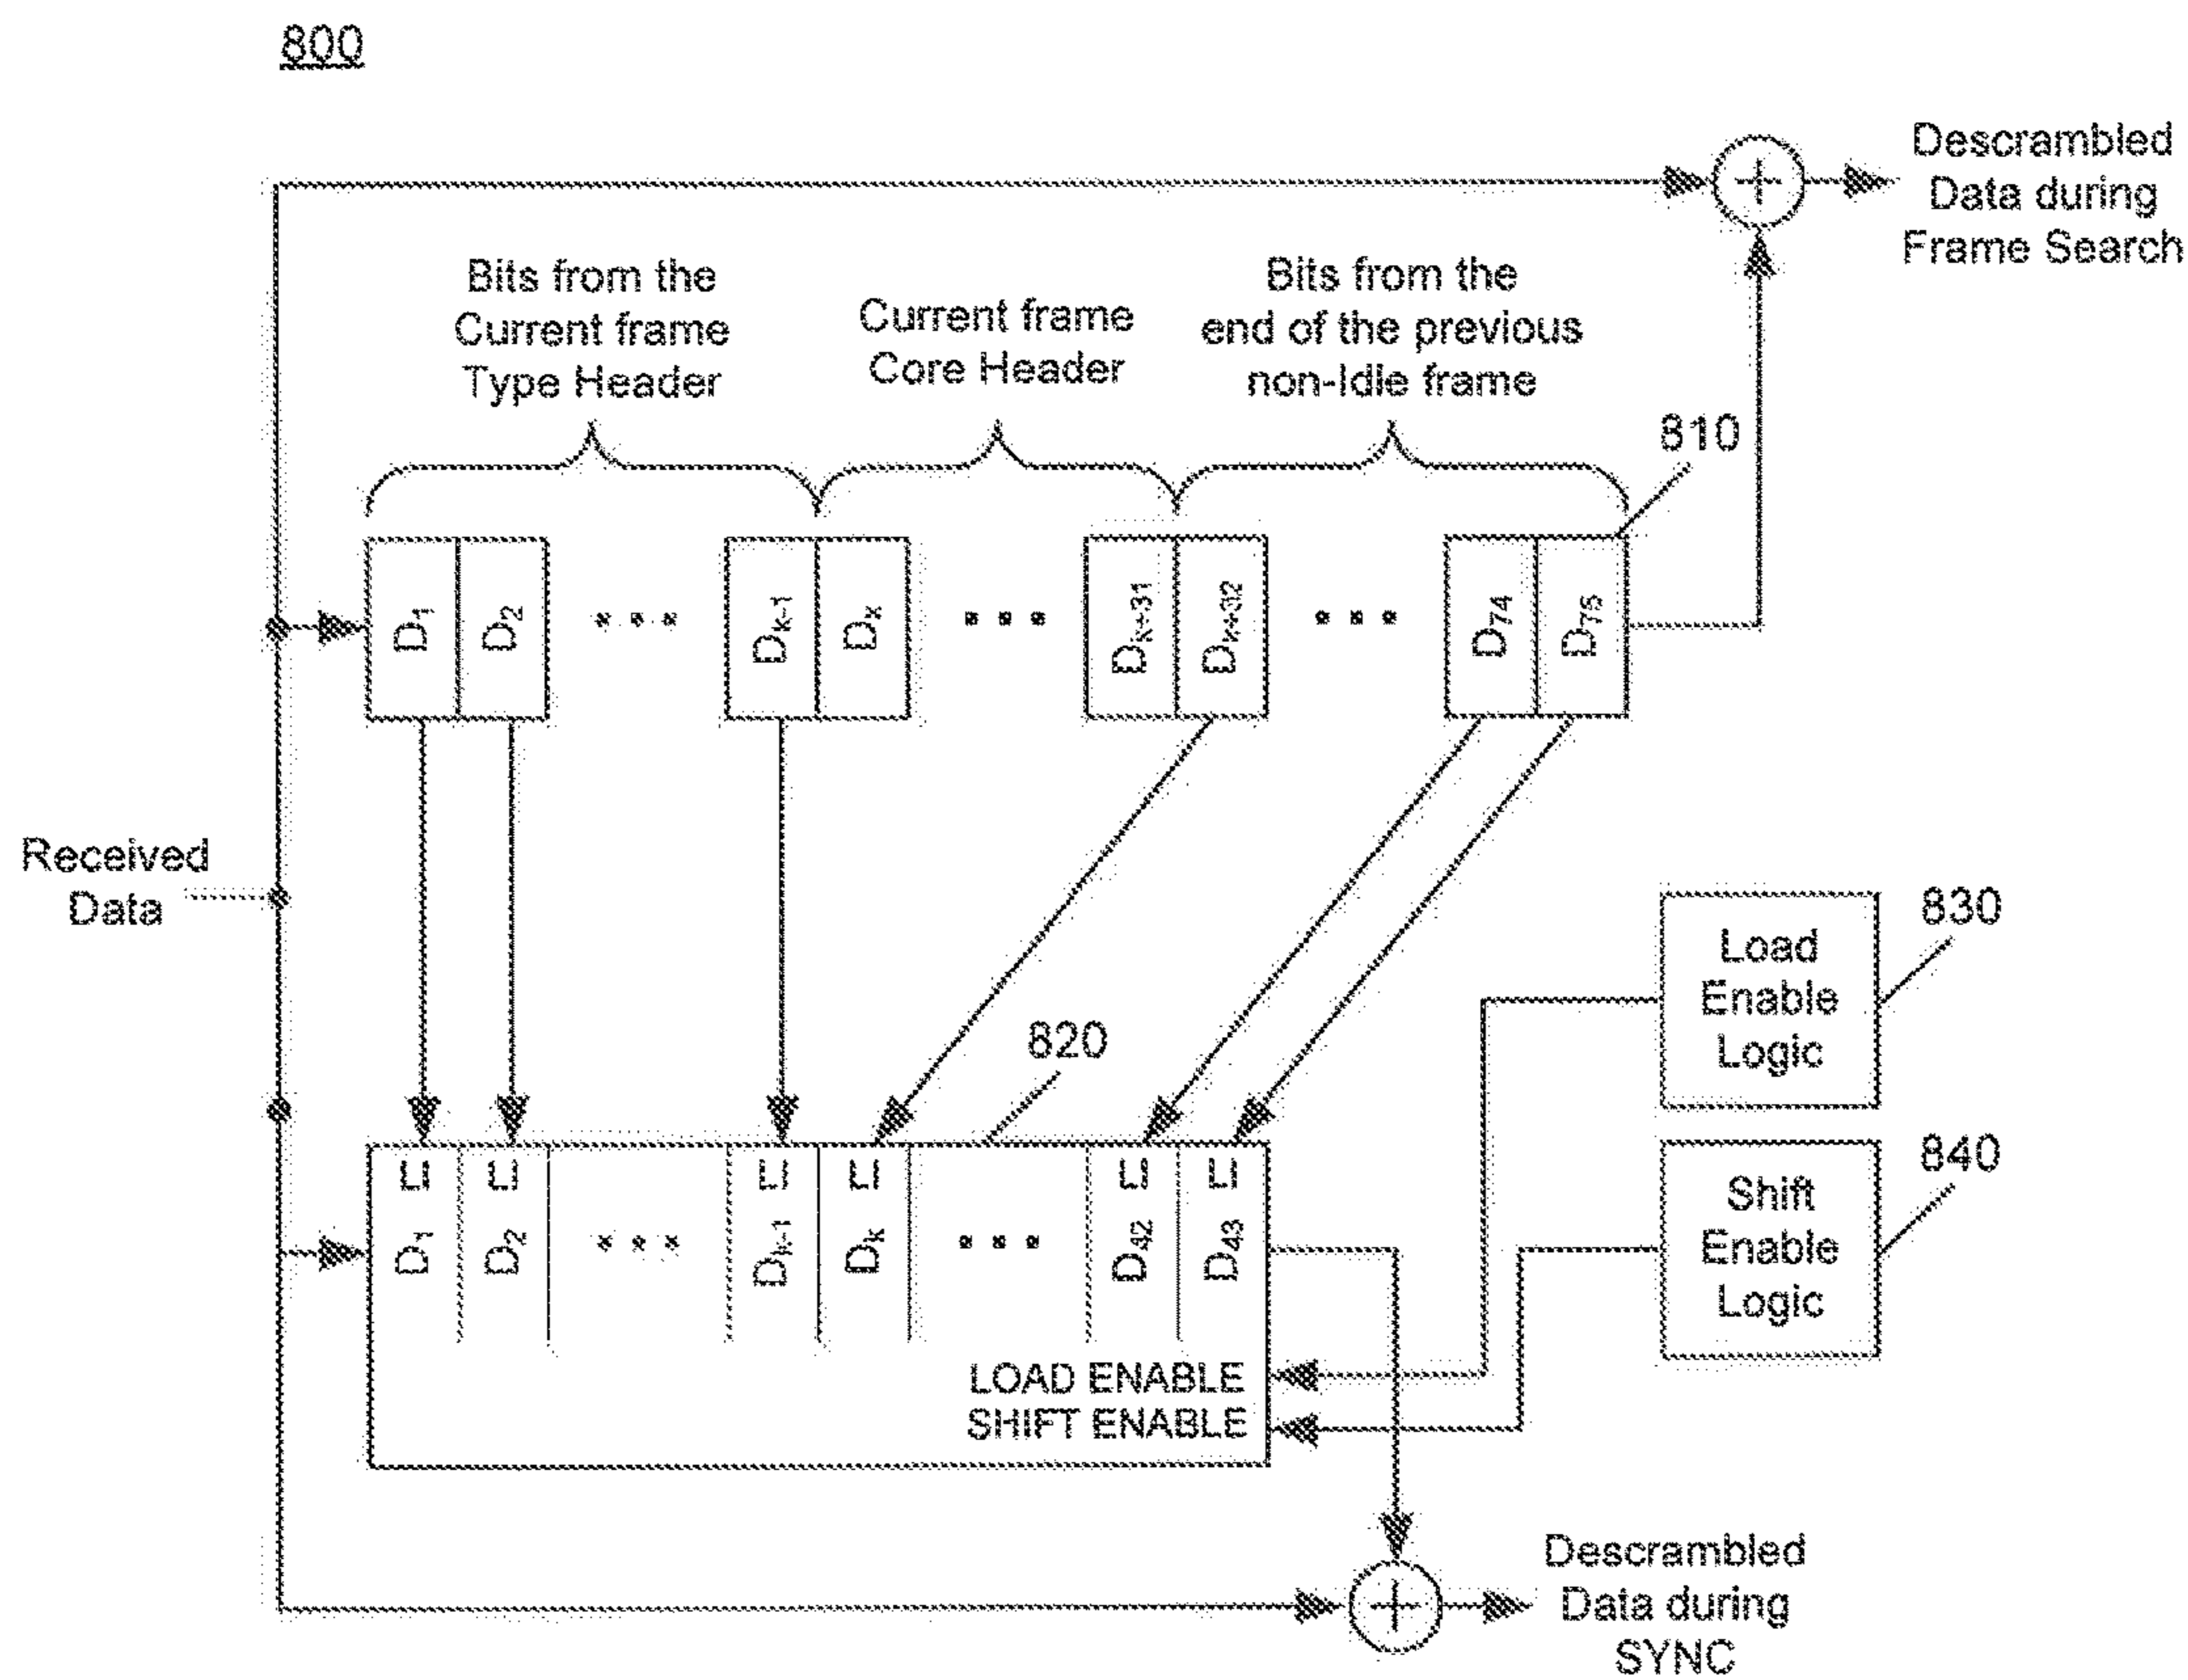 800
Descrambled
Data during
Frame Search
Bits from the
Current frame
Type Header
Current frame
Core Header
Bits from the
end of the previous
non-Idle frame
810
D1 D2 ... Dk-1 Dk ... Dk+31 Dk+32 ... D74 D75
Received
Data
830
Load
Enable
Logic
820
840
Shift
Enable
Logic
LI LI LI LI LI LI
D1 D2 ... Dk-1 Dk ... D42 D43
LOAD ENABLE
SHIFT ENABLE
Descrambled
Data during
SYNC